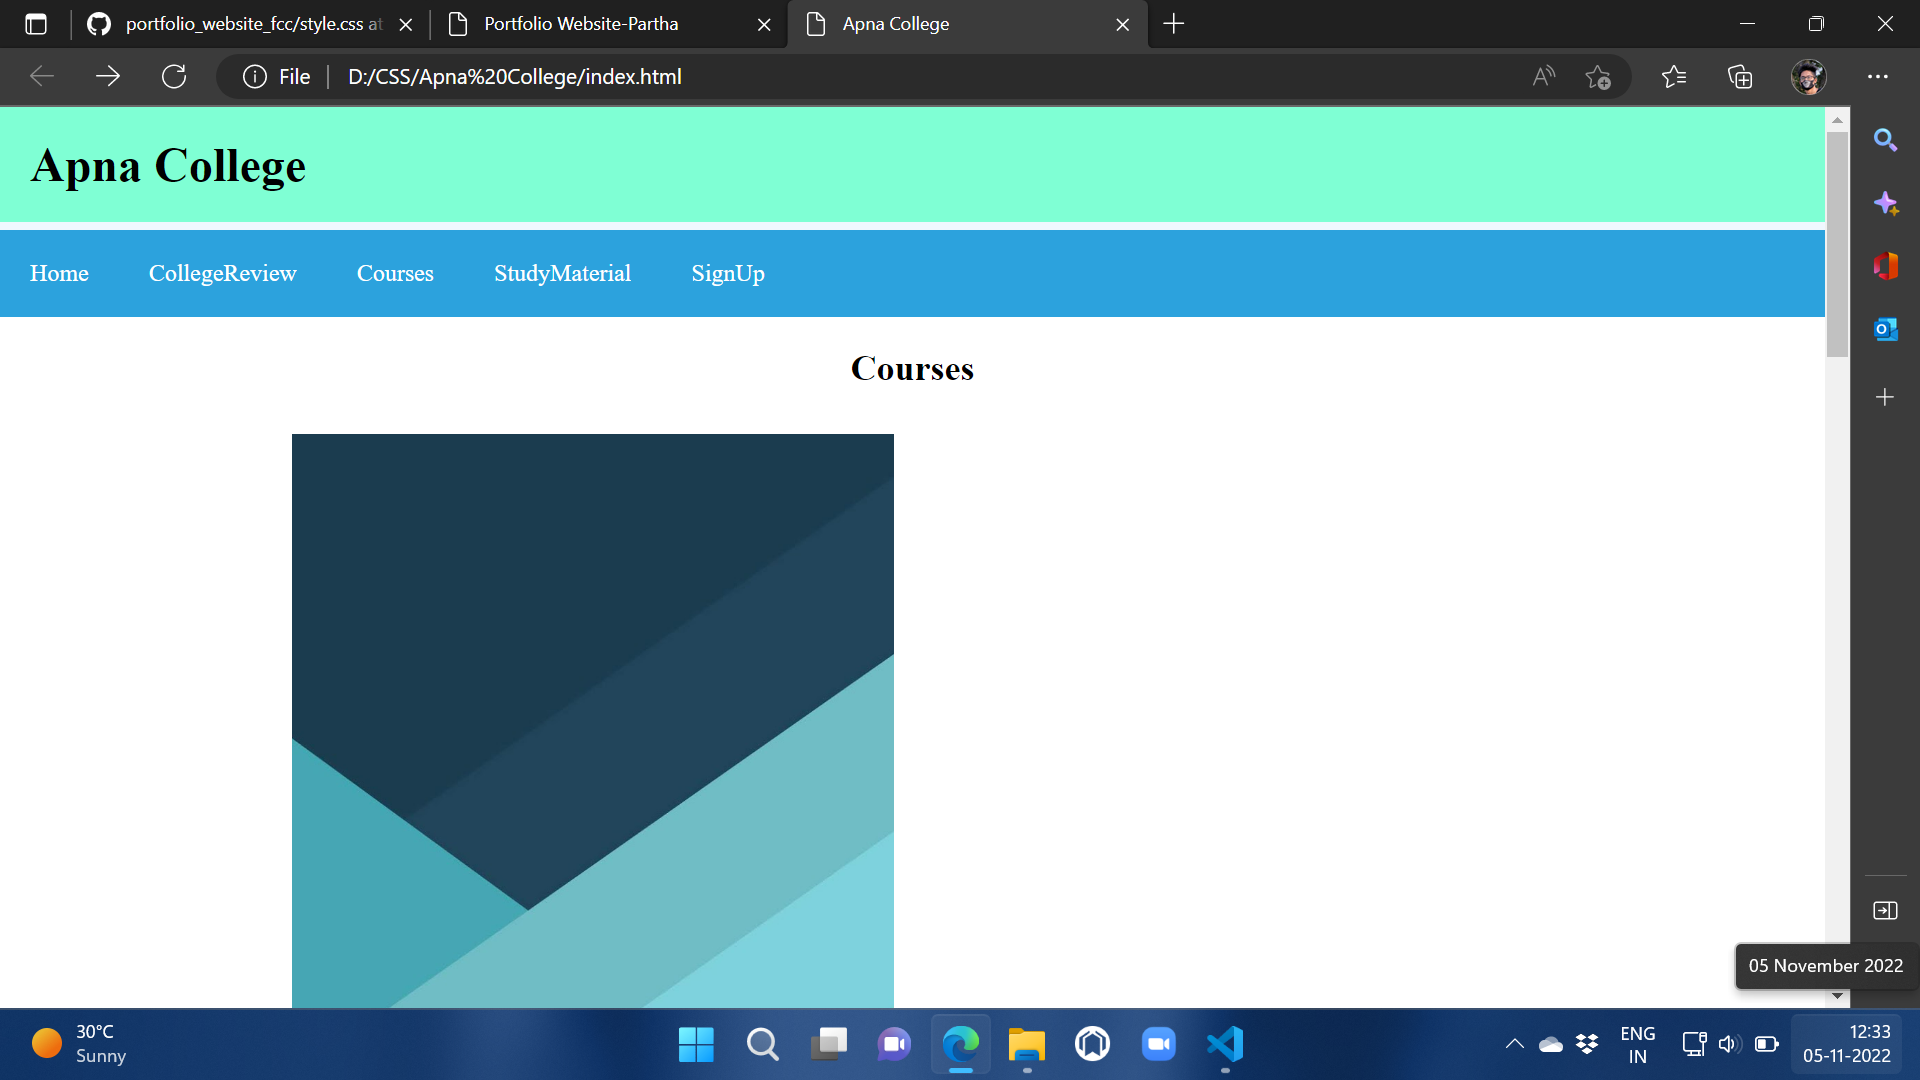 portfolio_website_fcc/style.css at
Portfolio Website-Partha
Apna College
File
D:/CSS/Apna%20College/index.html
Apna College
Home CollegeReview Courses StudyMaterial SignUp
Courses
05 November 2022
30°C
Sunny
ENG
IN
12:33
05-11-2022